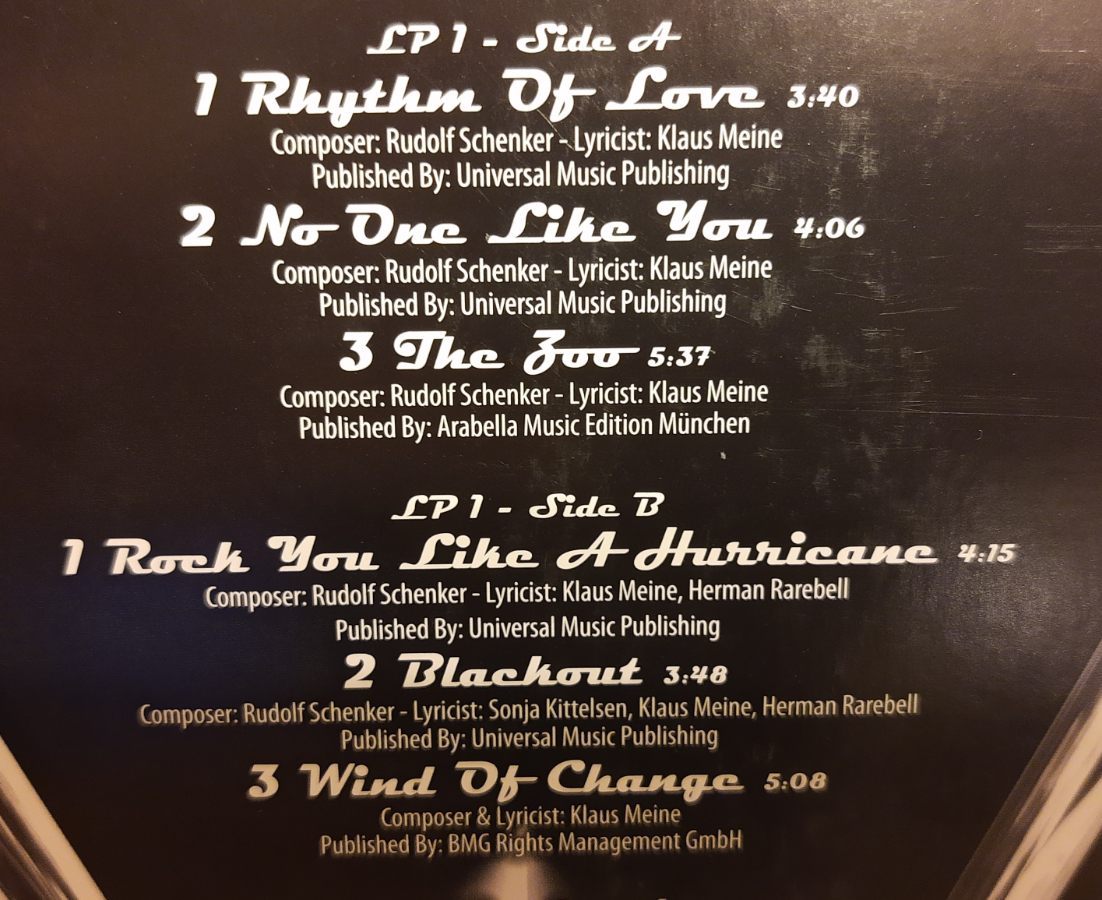 LP 1 - Side A
1 Rhythm Of Love 3:40
Composer: Rudolf Schenker - Lyricist: Klaus Meine
Published By: Universal Music Publishing
2 No One Like You 4:06
Composer: Rudolf Schenker - Lyricist: Klaus Meine
Published By: Universal Music Publishing
3 The Zoo 5:37
Composer: Rudolf Schenker - Lyricist: Klaus Meine
Published By: Arabella Music Edition München
LP 1 - Side B
1 Rock You Like A Hurricane 4:15
Composer: Rudolf Schenker - Lyricist: Klaus Meine, Herman Rarebell
Published By: Universal Music Publishing
2 Blackout 3:48
Composer: Rudolf Schenker - Lyricist: Sonja Kittelsen, Klaus Meine, Herman Rarebell
Published By: Universal Music Publishing
3 Wind Of Change 5:08
Composer & Lyricist: Klaus Meine
Published By: BMG Rights Management GmbH